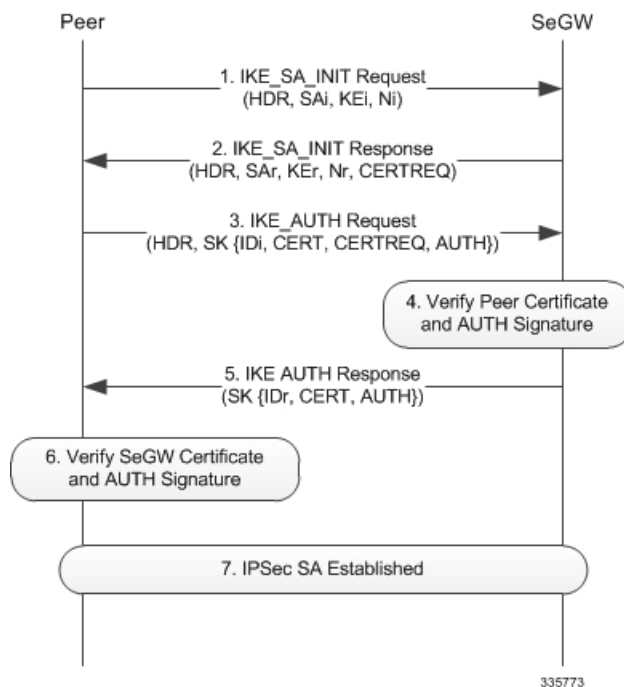 Peer SeGW
1. IKE_SA_INIT Request
(HDR, SAi, KEi, Ni)
2. IKE_SA_INIT Response
(HDR, SAr, KEr, Nr, CERTREQ)
3. IKE_AUTH Request
(HDR, SK {IDi, CERT, CERTREQ, AUTH})
4. Verify Peer Certificate
and AUTH Signature
5. IKE AUTH Response
(SK {IDr, CERT, AUTH})
6. Verify SeGW Certificate
and AUTH Signature
7. IPSec SA Established
335773